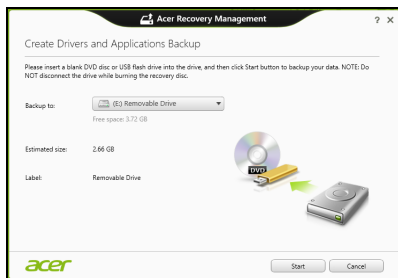 Acer Recovery Management
? ×
Create Drivers and Applications Backup
Please insert a blank DVD disc or USB flash drive into the drive, and then click Start button to backup your data. NOTE: Do
NOT disconnect the drive while burning the recovery disc.
Backup to: (E:) Removable Drive
Free space: 3.72 GB
Estimated size: 2.66 GB
DVD
Label: Removable Drive
acer Start Cancel